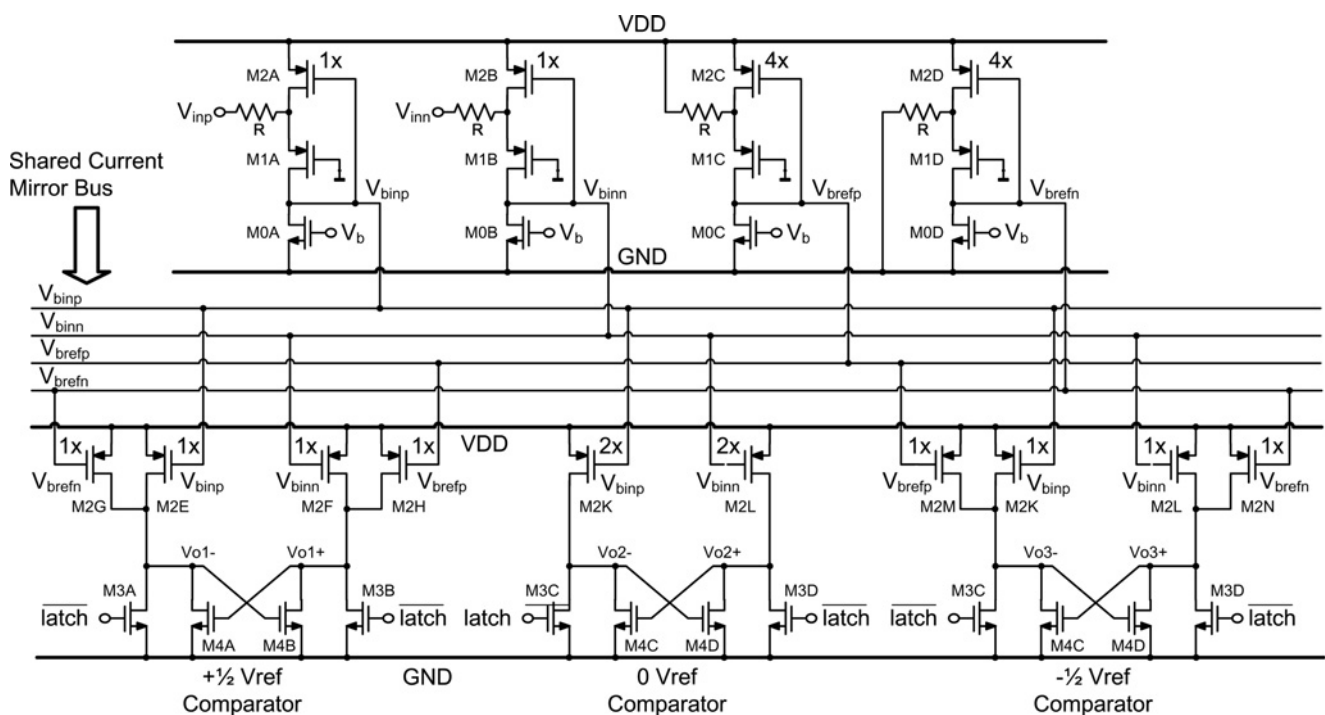 VDD
M2A 1x M2B 1x M2C 4x M2D 4x
Vinp R Vinn R R R
Shared Current
Mirror Bus
M1A M1B M1C M1D
Vbinp Vbinn Vbrefp Vbrefn
M0A Vb M0B Vb M0C Vb M0D Vb
GND
Vbinp
Vbinn
Vbrefp
Vbrefn
1x 1x 1x VDD 1x 2x 2x 1x 1x 1x 1x
Vbrefn Vbinp Vbinn Vbrefp Vbinp Vbinn Vbrefp Vbinp Vbinn Vbrefn
M2G M2E M2F M2H M2K M2L M2M M2K M2L M2N
Vo1- Vo1+ Vo2- Vo2+ Vo3- Vo3+
M3A M3B M3C M3D M3C M3D
latch latch latch latch latch latch
M4A M4B M4C M4D M4C M4D
+½ Vref GND 0 Vref -½ Vref
Comparator Comparator Comparator